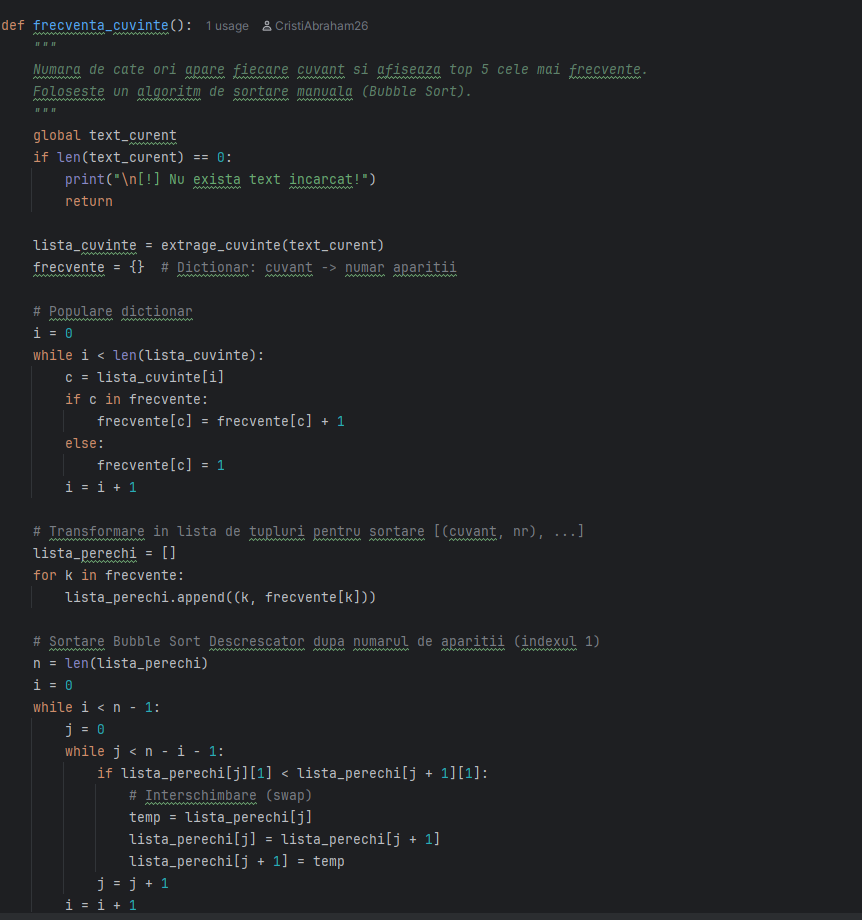 def frecventa_cuvinte(): 1 usage CristiAbraham26
    """
    Numara de cate ori apare fiecare cuvant si afiseaza top 5 cele mai frecvente.
    Foloseste un algoritm de sortare manuala (Bubble Sort).
    """
    global text_curent
    if len(text_curent) == 0:
        print("\n[!] Nu exista text incarcat!")
        return

    lista_cuvinte = extrage_cuvinte(text_curent)
    frecvente = {}  # Dictionar: cuvant -> numar aparitii

    # Populare dictionar
    i = 0
    while i < len(lista_cuvinte):
        c = lista_cuvinte[i]
        if c in frecvente:
            frecvente[c] = frecvente[c] + 1
        else:
            frecvente[c] = 1
        i = i + 1

    # Transformare in lista de tupluri pentru sortare [(cuvant, nr), ...]
    lista_perechi = []
    for k in frecvente:
        lista_perechi.append((k, frecvente[k]))

    # Sortare Bubble Sort Descrescator dupa numarul de aparitii (indexul 1)
    n = len(lista_perechi)
    i = 0
    while i < n - 1:
        j = 0
        while j < n - i - 1:
            if lista_perechi[j][1] < lista_perechi[j + 1][1]:
                # Interschimbare (swap)
                temp = lista_perechi[j]
                lista_perechi[j] = lista_perechi[j + 1]
                lista_perechi[j + 1] = temp
            j = j + 1
        i = i + 1